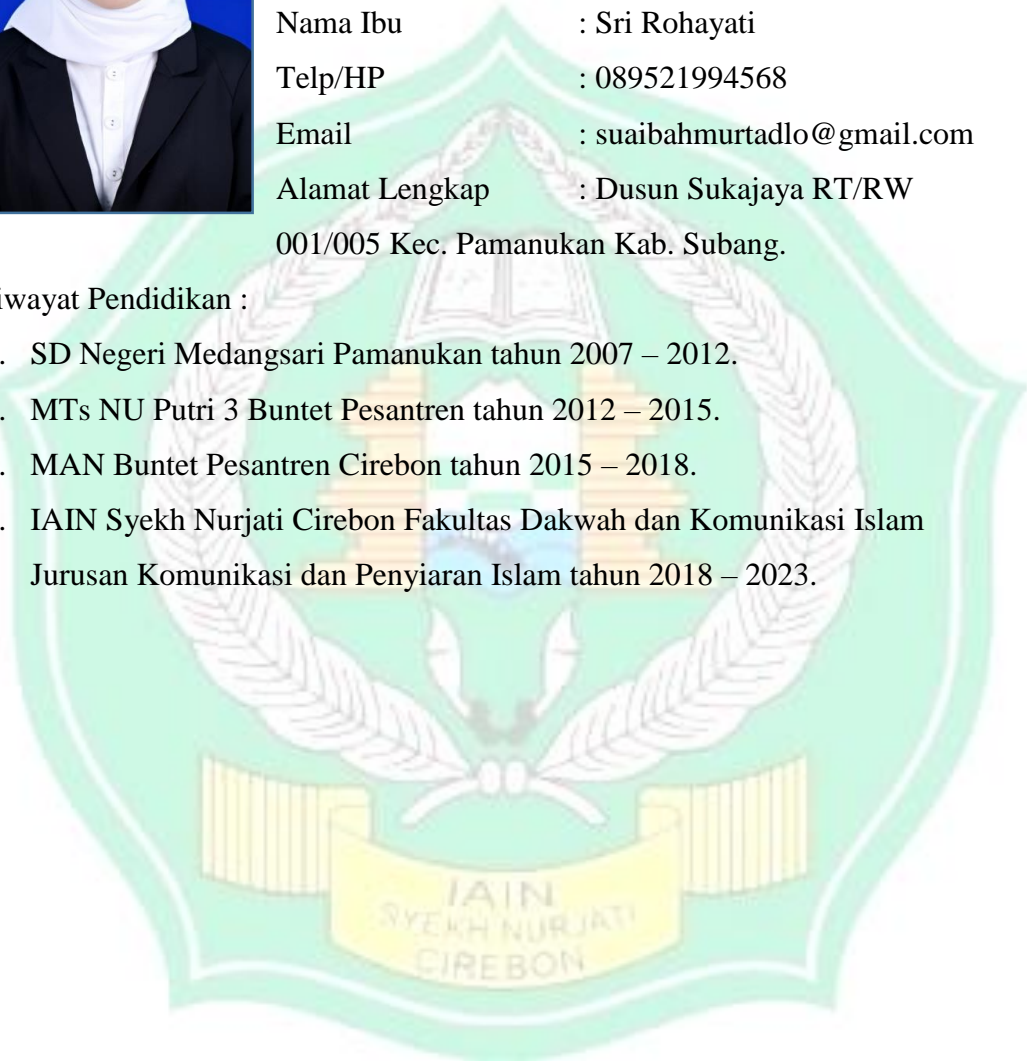 Nama Ibu : Sri Rohayati
Telp/HP : 089521994568
Email : suaibahmurtadlo@gmail.com
Alamat Lengkap : Dusun Sukajaya RT/RW
001/005 Kec. Pamanukan Kab. Subang.
iwayat Pendidikan :
. SD Negeri Medangsari Pamanukan tahun 2007 – 2012.
. MTs NU Putri 3 Buntet Pesantren tahun 2012 – 2015.
. MAN Buntet Pesantren Cirebon tahun 2015 – 2018.
. IAIN Syekh Nurjati Cirebon Fakultas Dakwah dan Komunikasi Islam
Jurusan Komunikasi dan Penyiaran Islam tahun 2018 – 2023.
IAIN
SYEKH NURJATI
CIREBON